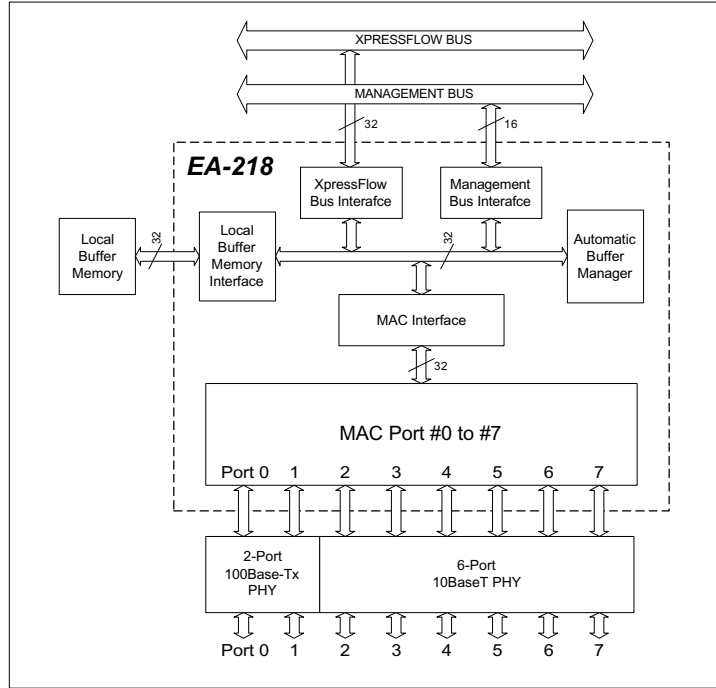 XPRESSFLOW BUS
MANAGEMENT BUS
32
16
EA-218
XpressFlow
Bus Interafce
Management
Bus Interafce
Local
Buffer
Memory
32
Local
Buffer
Memory
Interface
32
Automatic
Buffer
Manager
MAC Interface
32
MAC Port #0 to #7
Port 0 1 2 3 4 5 6 7
2-Port
100Base-Tx
PHY
6-Port
10BaseT PHY
Port 0 1 2 3 4 5 6 7